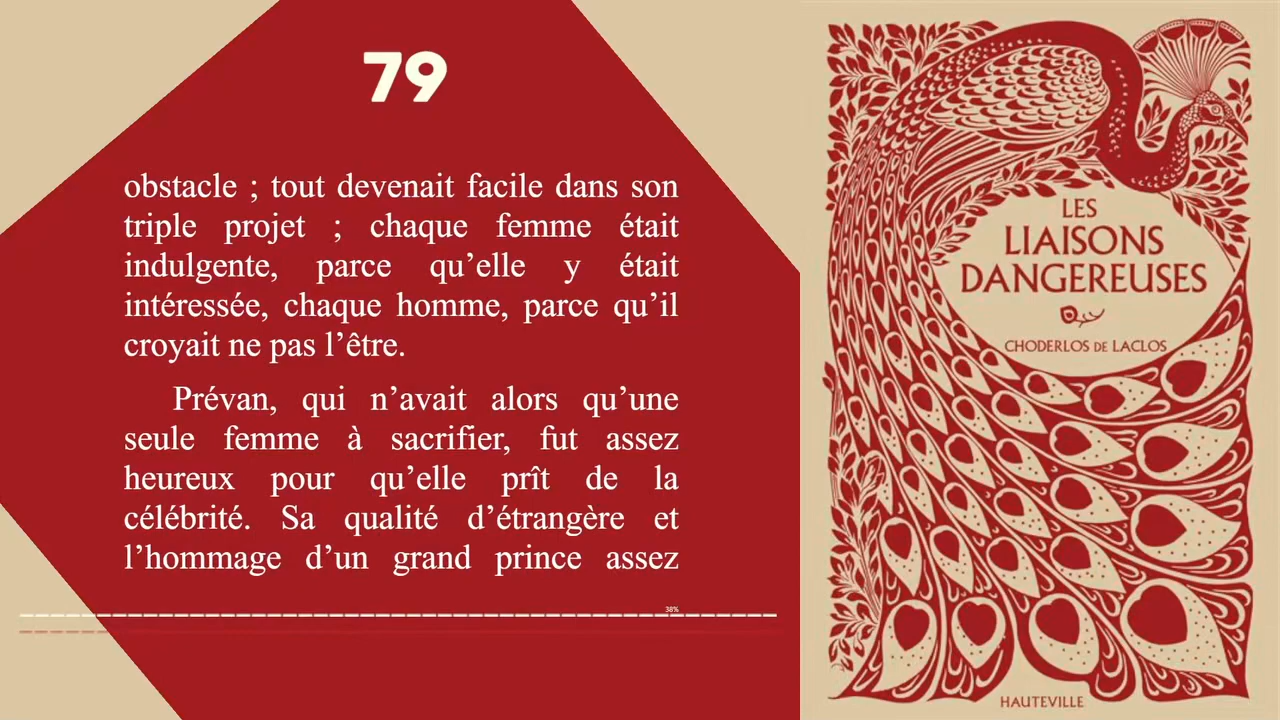 79
obstacle ; tout devenait facile dans son
triple projet ; chaque femme était
indulgente, parce qu’elle y était
intéressée, chaque homme, parce qu’il
croyait ne pas l’être.
Prévan, qui n’avait alors qu’une
seule femme à sacrifier, fut assez
heureux pour qu’elle prît de la
célébrité. Sa qualité d’étrangère et
l’hommage d’un grand prince assez
38%
LES
LIAISONS
DANGEREUSES
CHODERLOS DE LACLOS
HAUTEVILLE